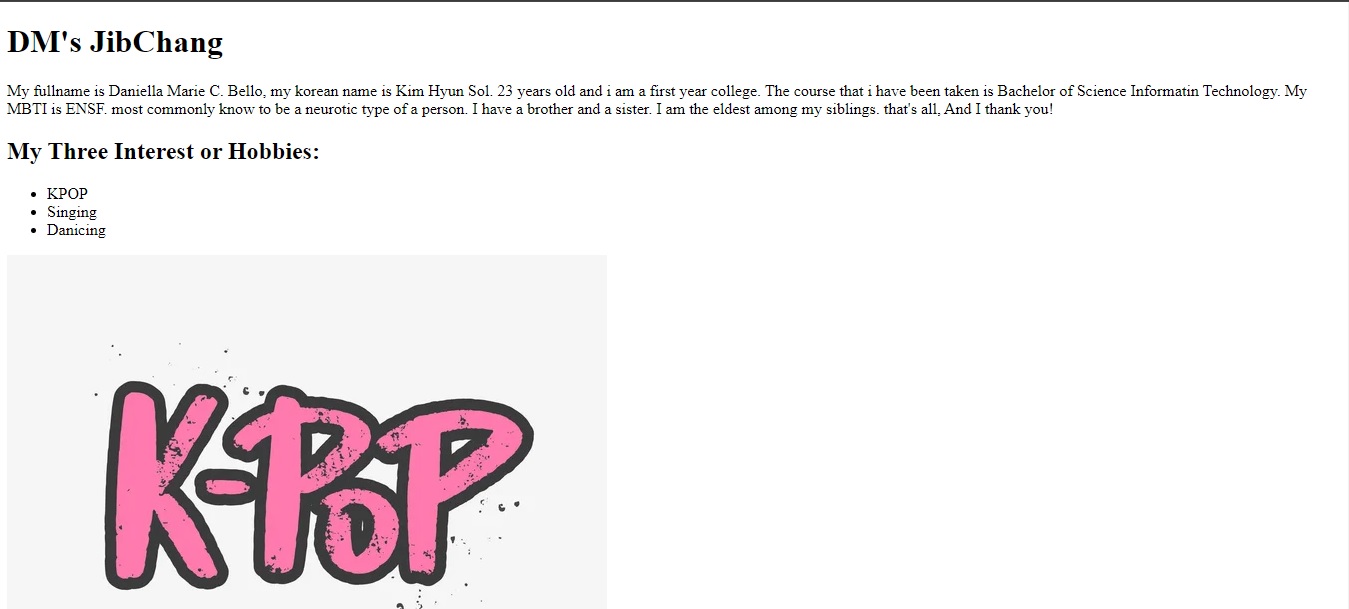 DM's JibChang
My fullname is Daniella Marie C. Bello, my korean name is Kim Hyun Sol. 23 years old and i am a first year college. The course that i have been taken is Bachelor of Science Informatin Technology. My
MBTI is ENSF. most commonly know to be a neurotic type of a person. I have a brother and a sister. I am the eldest among my siblings. that's all, And I thank you!
My Three Interest or Hobbies:
KPOP
Singing
Danicing
K-POP